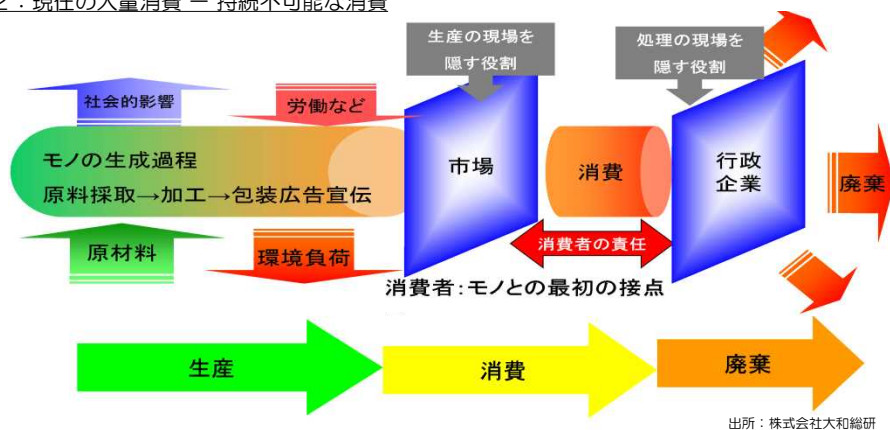 ：現在の大量消費 － 持続不可能な消費
生産の現場を
隠す役割
処理の現場を
隠す役割
社会的影響
労働など
モノの生成過程
原料採取→加工→包装広告宣伝
市場
消費
行政
企業
廃棄
原材料
環境負荷
消費者の責任
消費者：モノとの最初の接点
生産
消費
廃棄
出所：株式会社大和総研